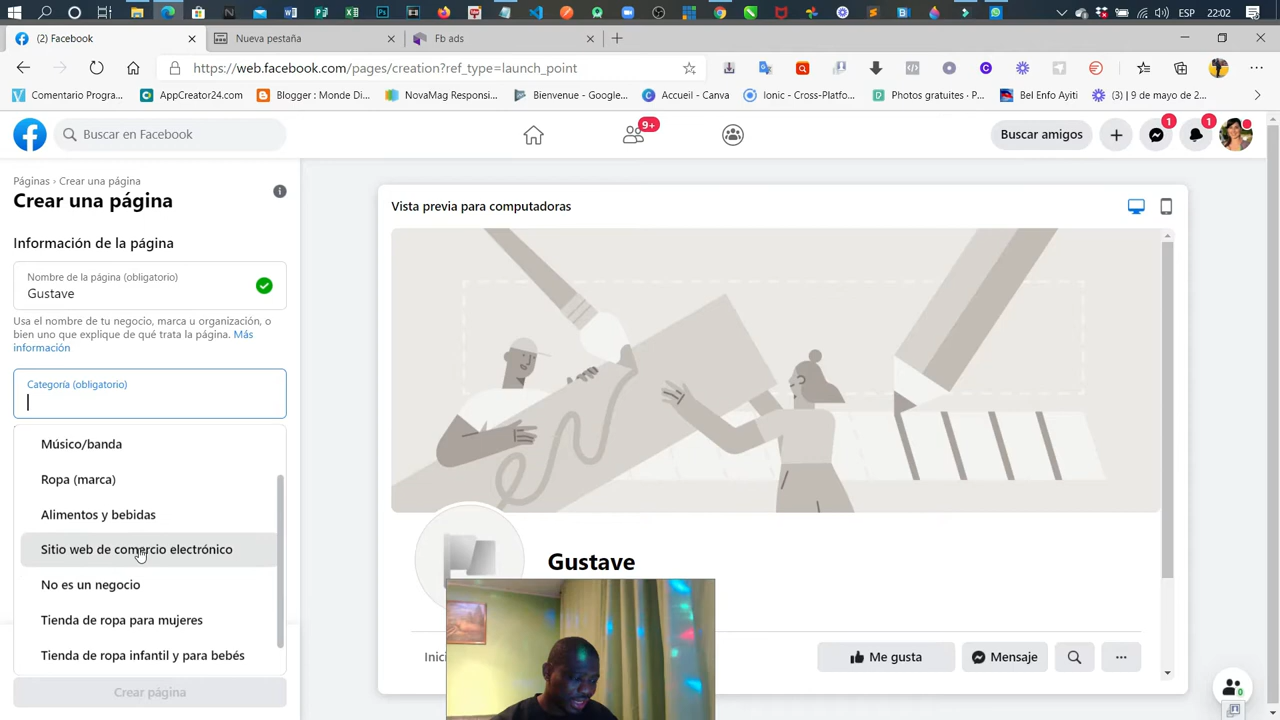 ESP
22:02
(2) Facebook
Nueva pestaña
Fb ads
https://web.facebook.com/pages/creation?ref_type=launch_point
Comentario Progra...
AppCreator24.com
Blogger : Monde Di...
NovaMag Responsi...
Bienvenue - Google...
Accueil - Canva
Ionic - Cross-Platfo...
Photos gratuites - P...
Bel Enfo Ayiti
(3) | 9 de mayo de 2...
Buscar en Facebook
9+
Buscar amigos
1
1
Páginas › Crear una página
Crear una página
Información de la página
Nombre de la página (obligatorio)
Gustave
Usa el nombre de tu negocio, marca u organización, o
bien uno que explique de qué trata la página. Más
información
Categoría (obligatorio)
Músico/banda
Ropa (marca)
Alimentos y bebidas
Sitio web de comercio electrónico
No es un negocio
Tienda de ropa para mujeres
Tienda de ropa infantil y para bebés
Crear página
Vista previa para computadoras
Gustave
Inici
Me gusta
Mensaje
0